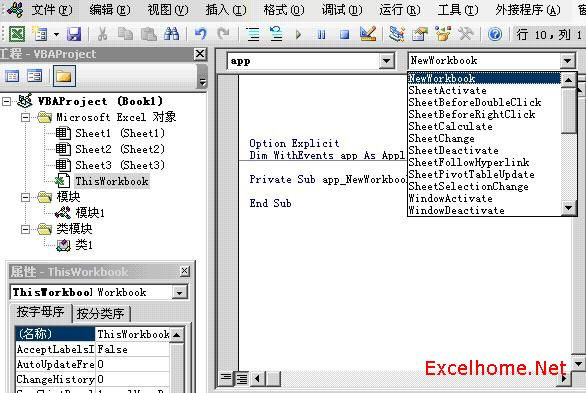 文件(F) 编辑(E) 视图(V) 插入(I) 格式(O) 调试(D) 运行(R) 工具(T) 外接程序(A)
行 10, 列 1
工程 - VBAProject
VBAProject (Book1)
Microsoft Excel 对象
Sheet1 (Sheet1)
Sheet2 (Sheet2)
Sheet3 (Sheet3)
ThisWorkbook
模块
模块1
类模块
类1
属性 - ThisWorkbook
ThisWorkbool Workbook
按字母序 按分类序
(名称) ThisWorkbook
AcceptLabelsI False
AutoUpdateFre 0
ChangeHistory 0
app
NewWorkbook
NewWorkbook
SheetActivate
SheetBeforeDoubleClick
SheetBeforeRightClick
SheetCalculate
SheetChange
SheetDeactivate
SheetFollowHyperlink
SheetPivotTableUpdate
SheetSelectionChange
WindowActivate
WindowDeactivate
Option Explicit
Dim WithEvents app As Appl
Private Sub app_NewWorkboo
End Sub
Excelhome.Net